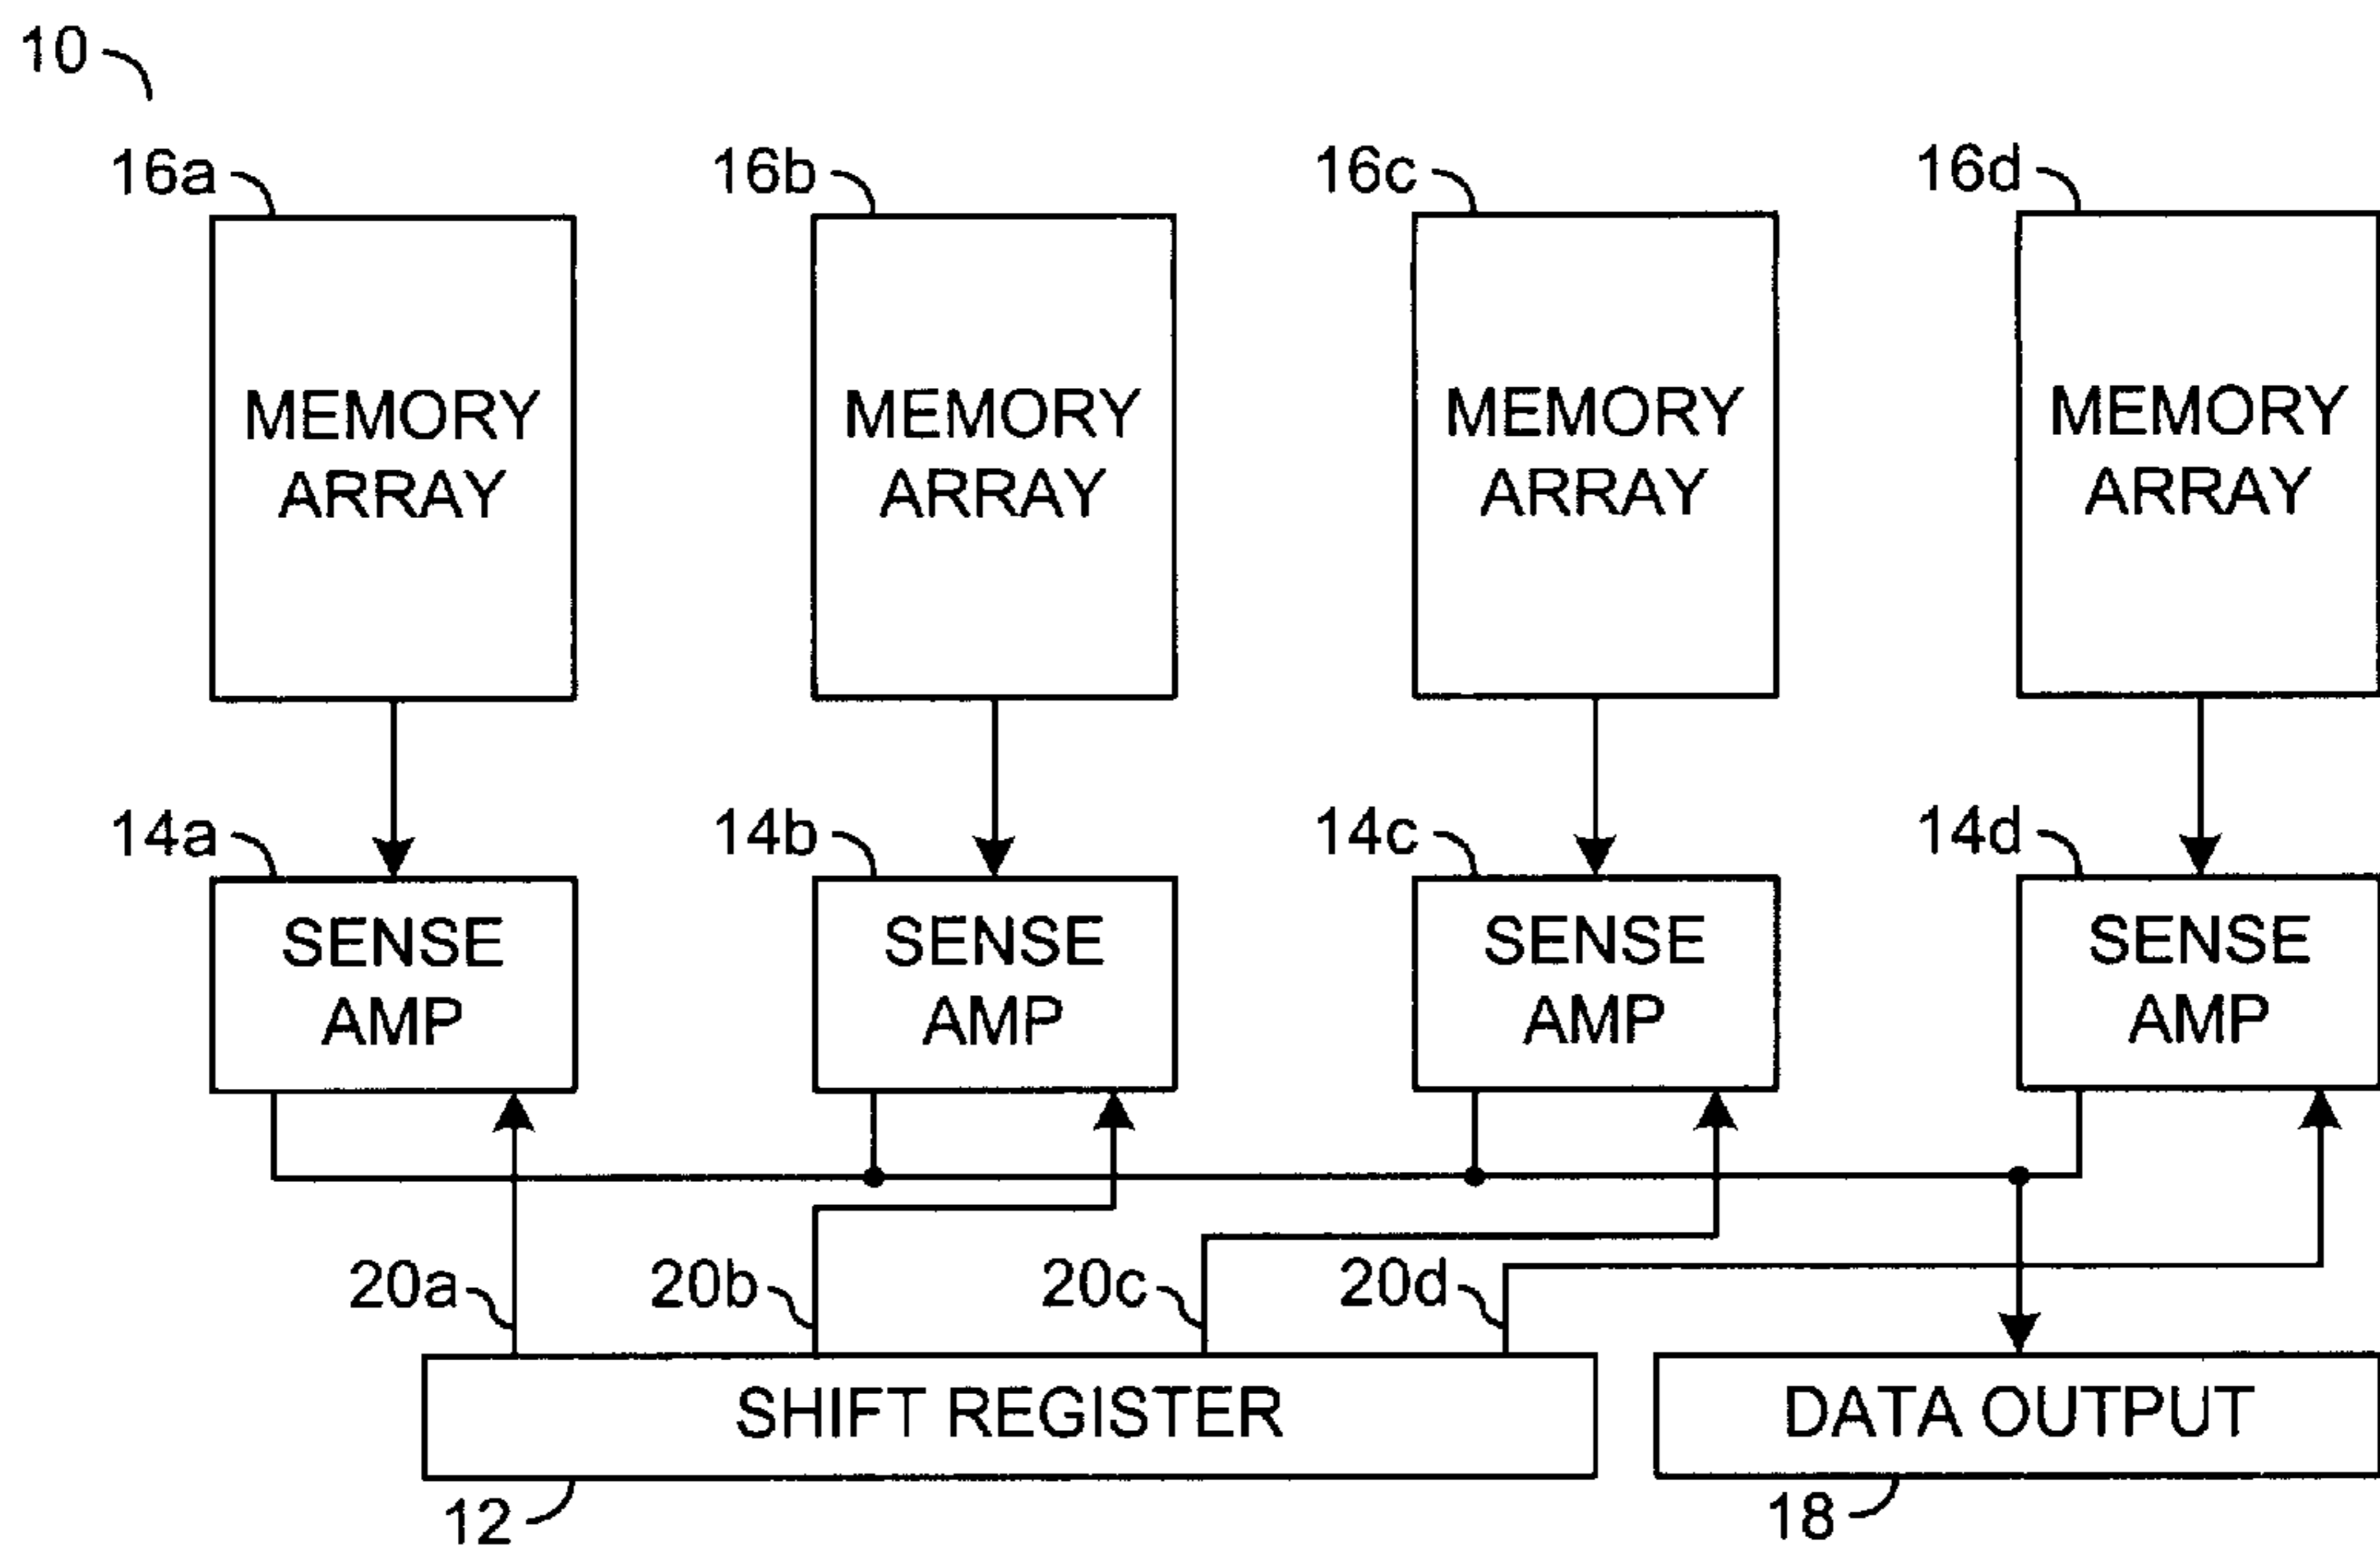 10
16a
16b
16c
16d
MEMORY
ARRAY
MEMORY
ARRAY
MEMORY
ARRAY
MEMORY
ARRAY
14a
14b
14c
14d
SENSE
AMP
SENSE
AMP
SENSE
AMP
SENSE
AMP
20a
20b
20c
20d
SHIFT REGISTER
DATA OUTPUT
12
18